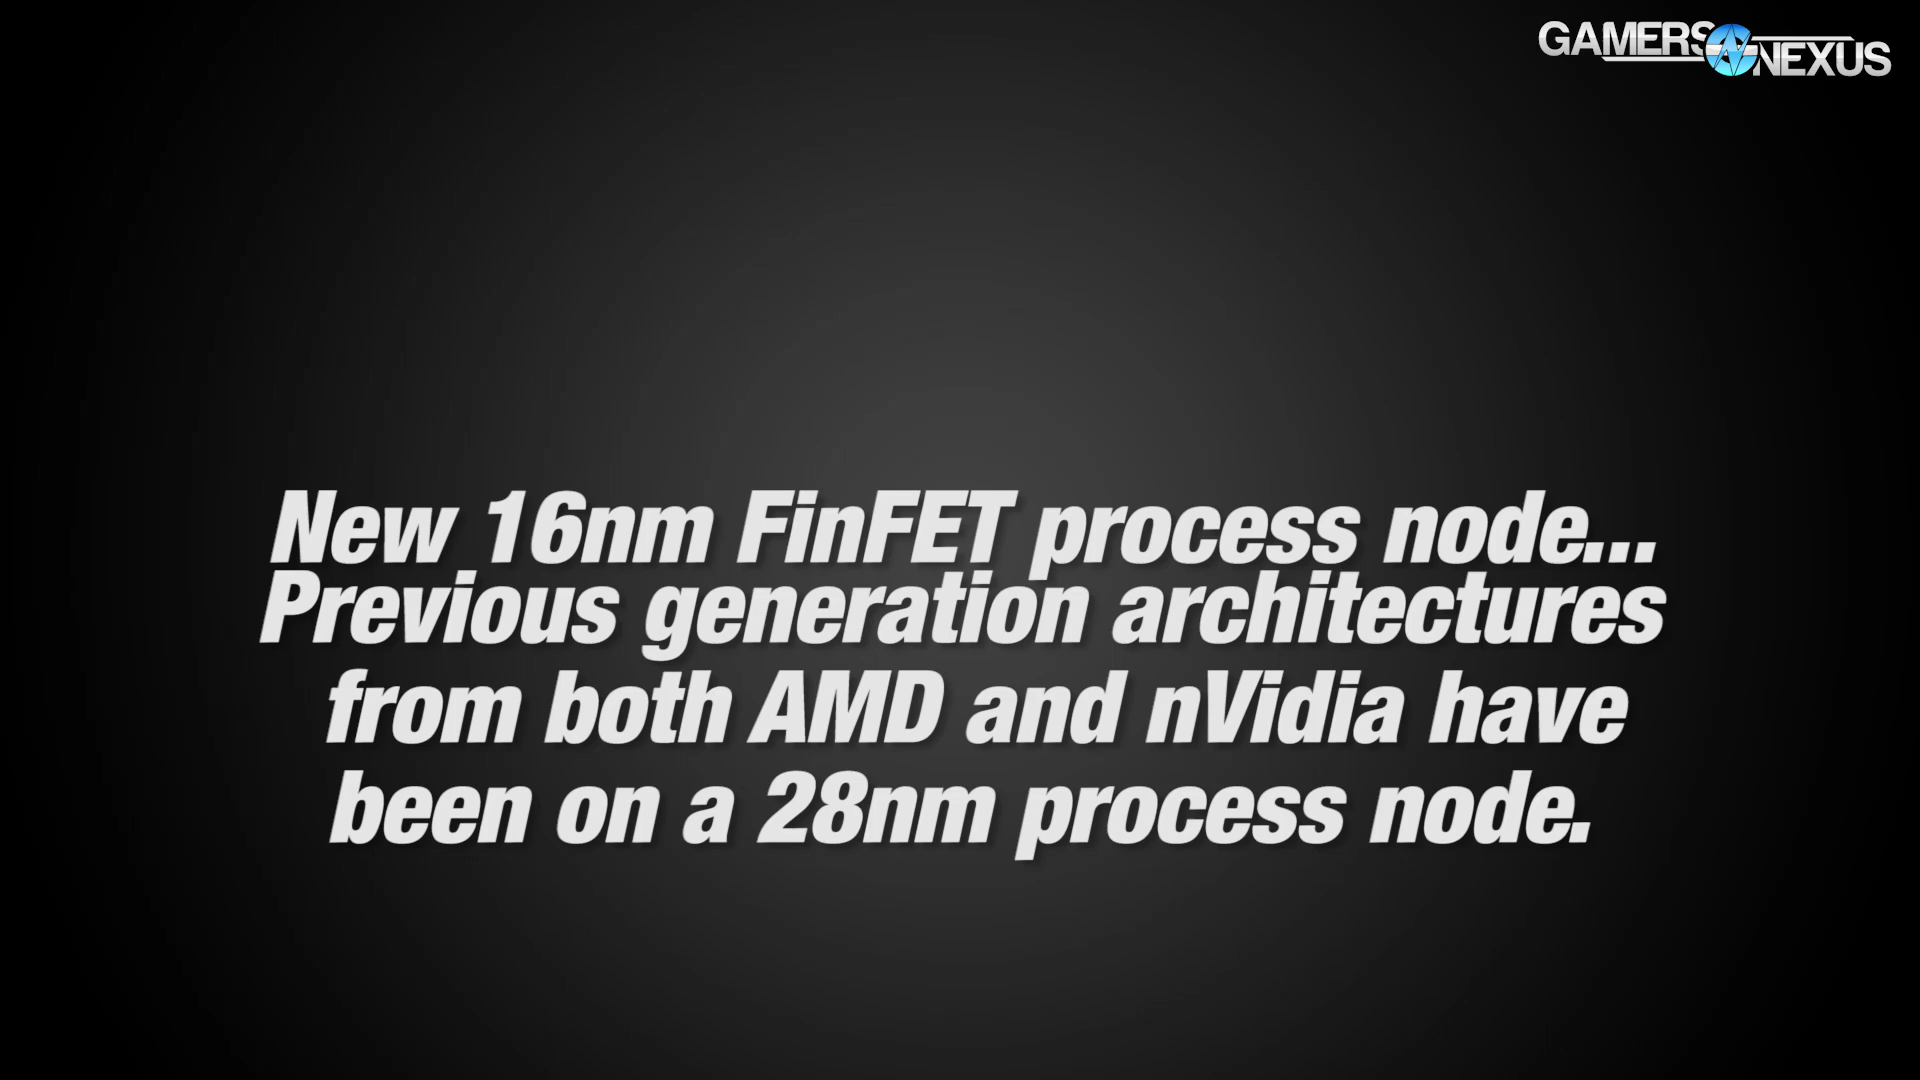 GAMERS NEXUS
New 16nm FinFET process node...
Previous generation architectures
from both AMD and nVidia have
been on a 28nm process node.